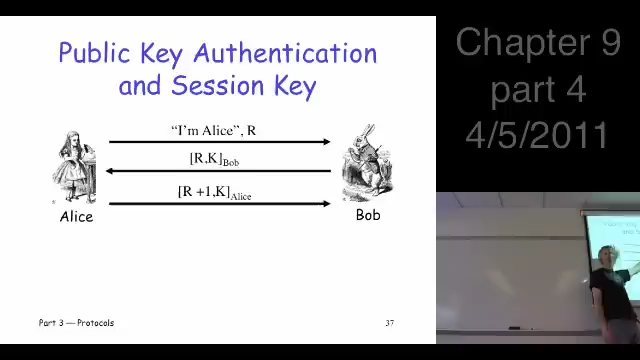 Public Key Authentication
and Session Key
“I’m Alice”, R
[R,K]Bob
[R +1,K]Alice
Alice
Bob
Part 3 — Protocols
37
Chapter 9
part 4
4/5/2011